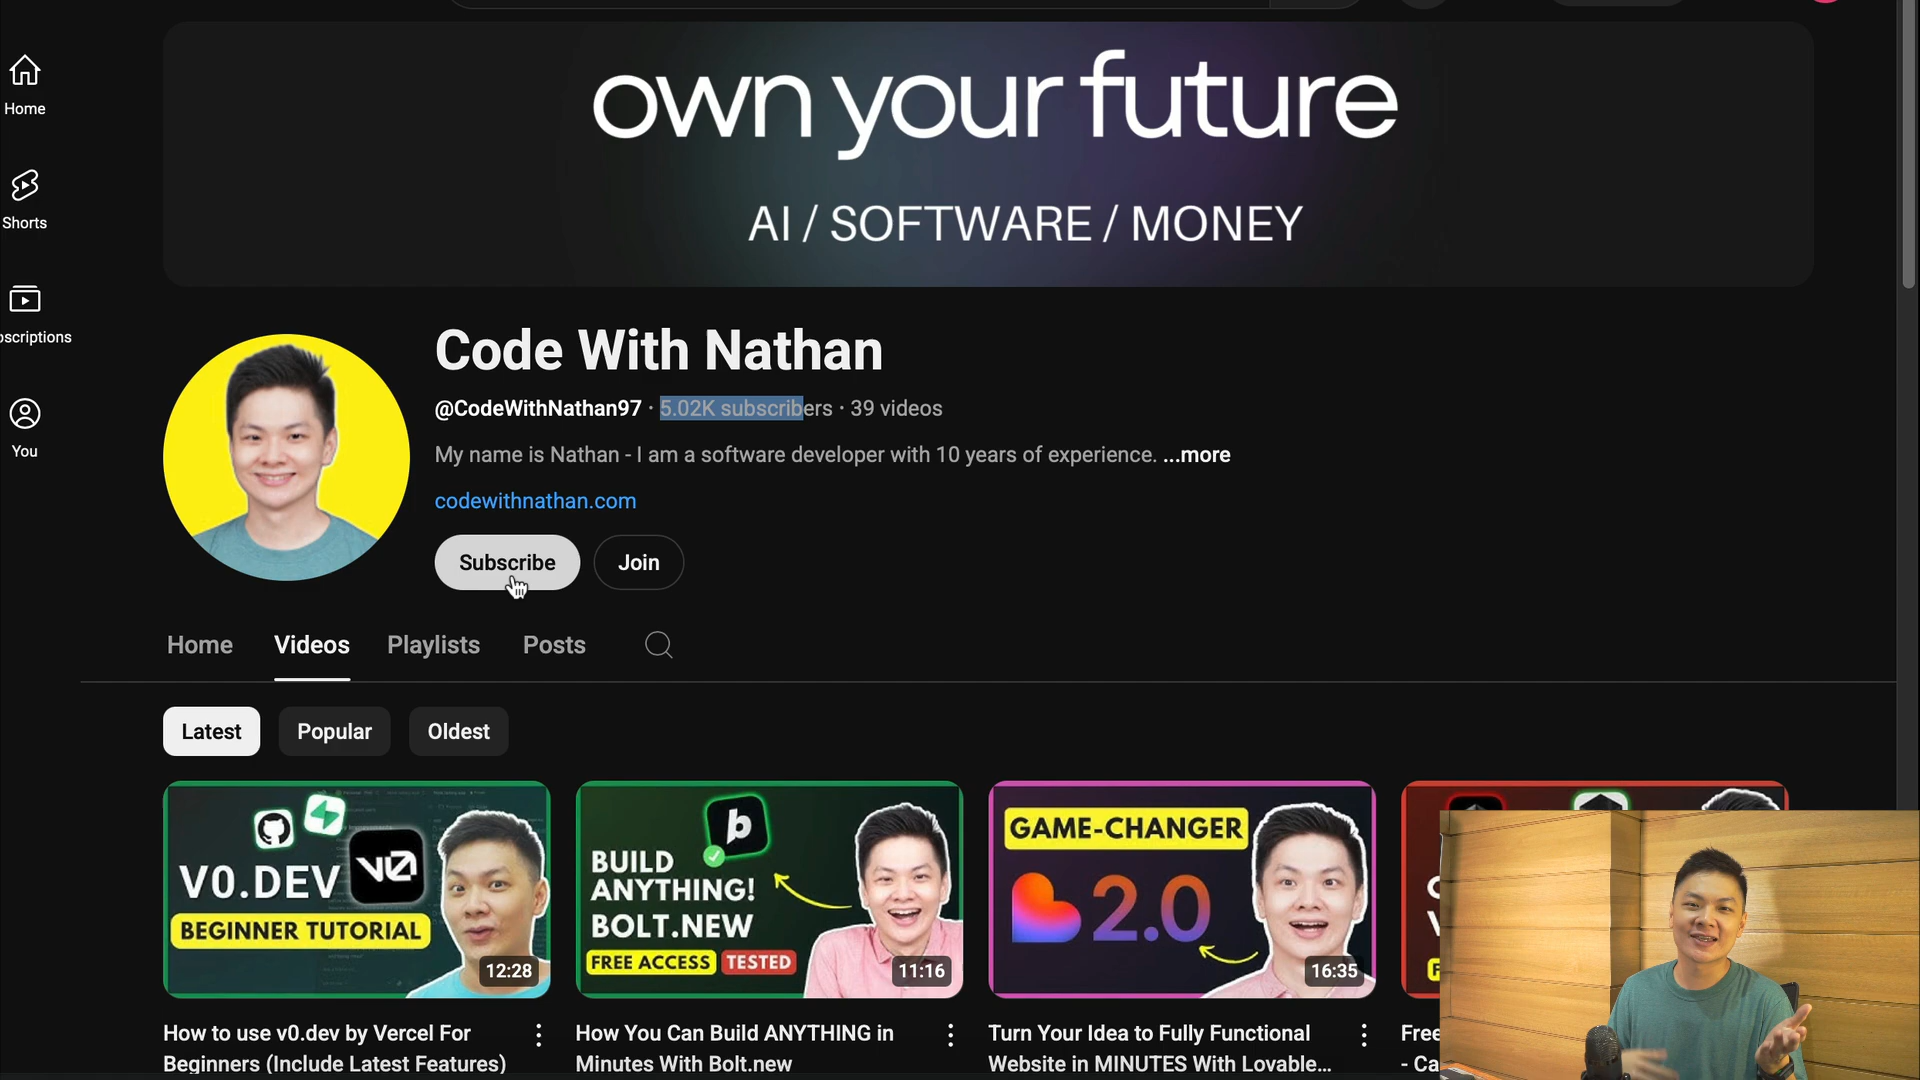 own your future
AI / SOFTWARE / MONEY
Home
Shorts
oscriptions
You
Code With Nathan
@CodeWithNathan97 · 5.02K subscribers · 39 videos
My name is Nathan - I am a software developer with 10 years of experience. ...more
codewithnathan.com
Subscribe
Join
Home
Videos
Playlists
Posts
Latest
Popular
Oldest
V0.DEV
v0
BEGINNER TUTORIAL
12:28
b
BUILD
ANYTHING!
BOLT.NEW
FREE ACCESS
TESTED
11:16
GAME-CHANGER
2.0
16:35
How to use v0.dev by Vercel For
Beginners (Include Latest Features)
How You Can Build ANYTHING in
Minutes With Bolt.new
Turn Your Idea to Fully Functional
Website in MINUTES With Lovable...
Free
- Ca